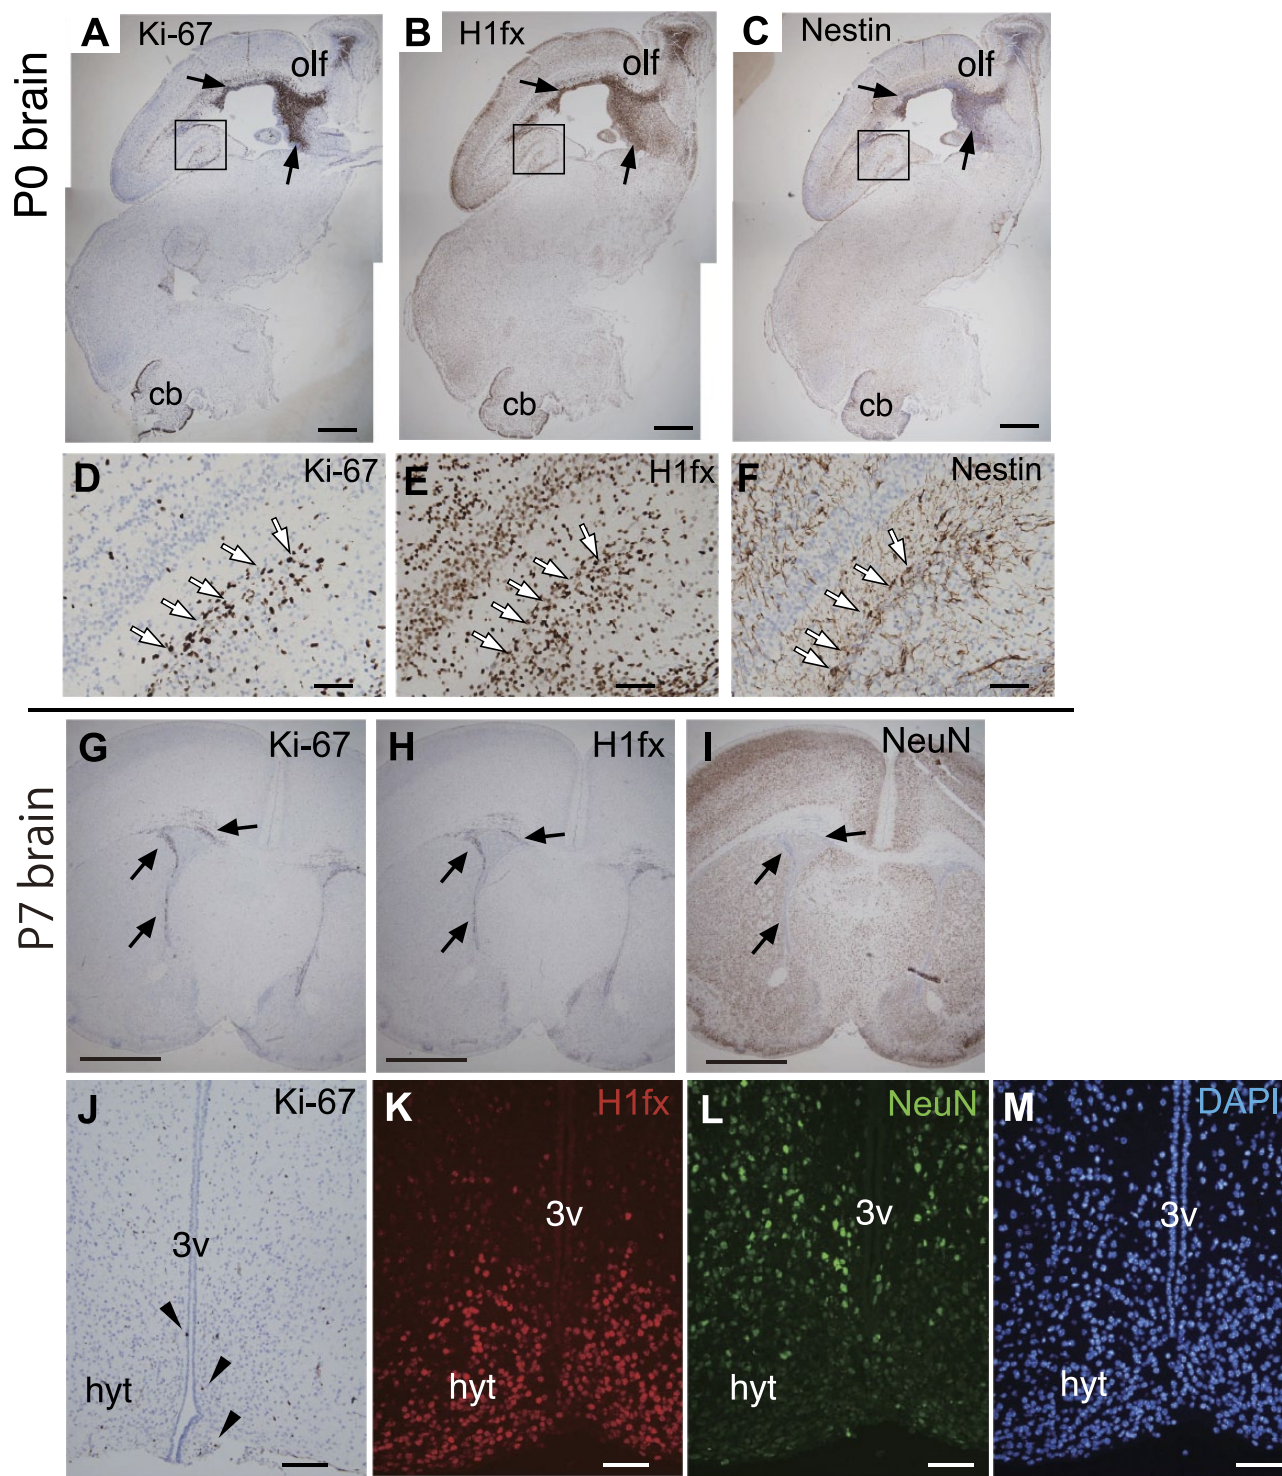 P0 brain
A Ki-67
olf
cb
B H1fx
olf
cb
C Nestin
olf
cb
D Ki-67
E H1fx
F Nestin
P7 brain
G Ki-67
H H1fx
I NeuN
J Ki-67
3v
hyt
K H1fx
3v
hyt
L NeuN
3v
hyt
M DAPI
3v
hyt